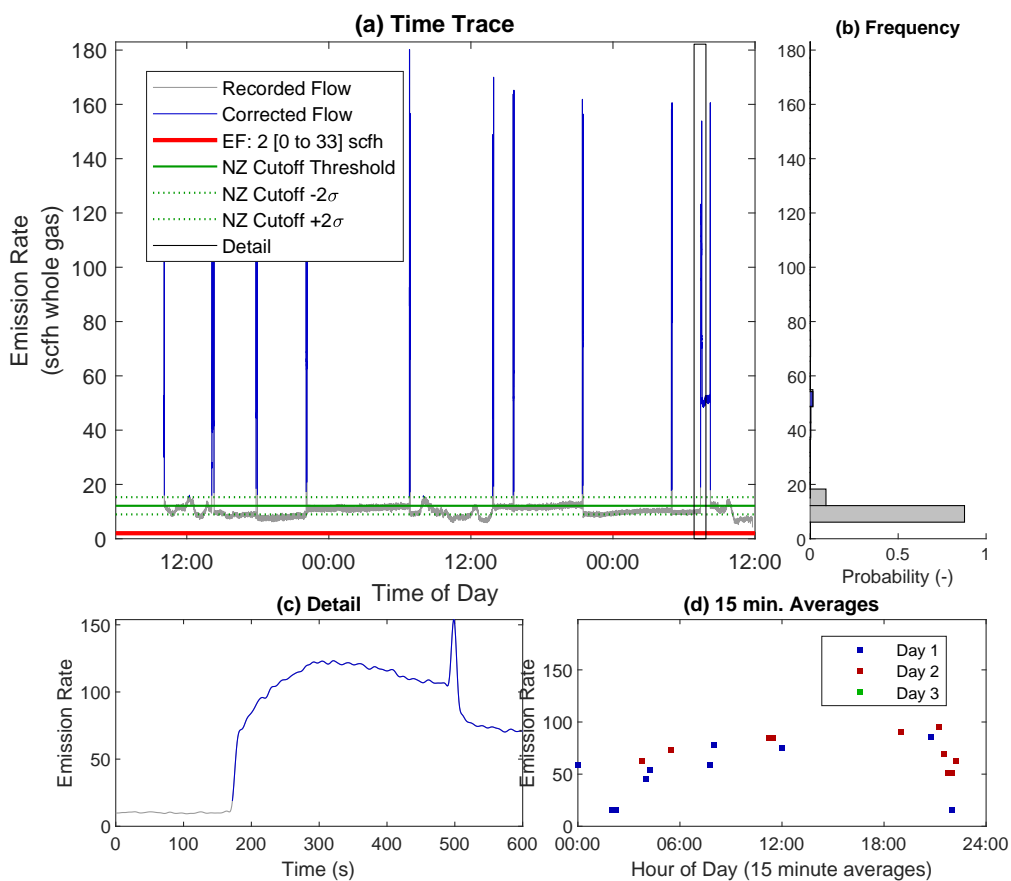 (a) Time Trace
(b) Frequency
180
160
140
120
100
80
60
40
20
0
Emission Rate
(scfh whole gas)
Recorded Flow
Corrected Flow
EF: 2 [0 to 33] scfh
NZ Cutoff Threshold
NZ Cutoff -2σ
NZ Cutoff +2σ
Detail
12:00
00:00
12:00
00:00
12:00
Time of Day
180
160
140
120
100
80
60
40
20
0
0
0.5
1
Probability (-)
(c) Detail
150
100
50
0
Emission Rate
0
100
200
300
400
500
600
Time (s)
(d) 15 min. Averages
150
100
50
0
Emission Rate
Day 1
Day 2
Day 3
00:00
06:00
12:00
18:00
24:00
Hour of Day (15 minute averages)